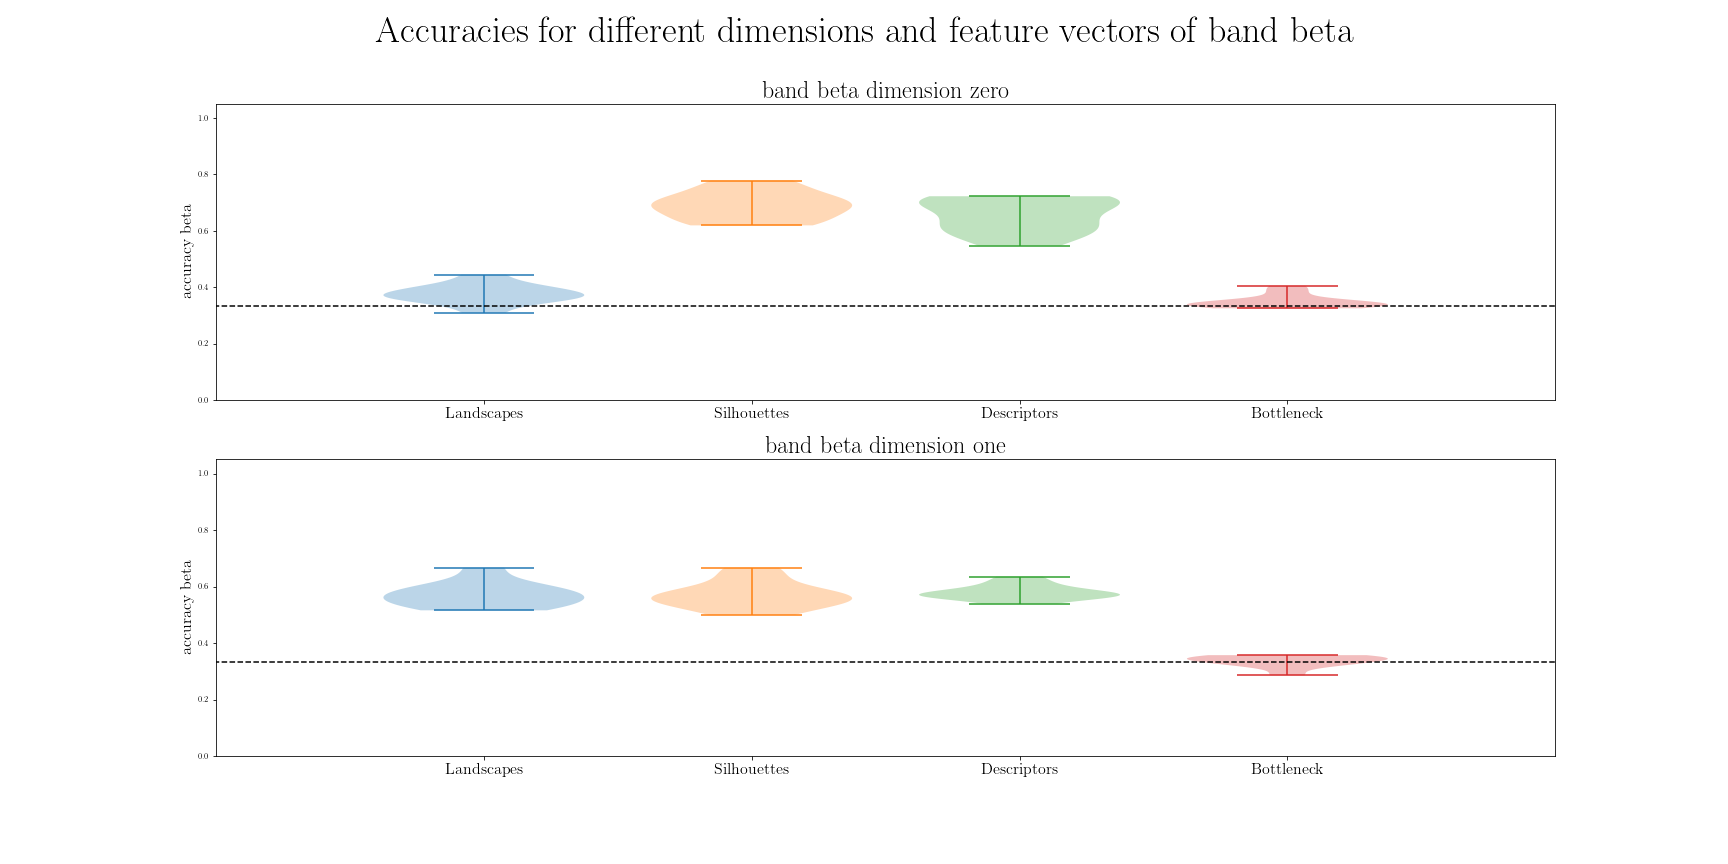 Accuracies for different dimensions and feature vectors of band beta
band beta dimension zero
accuracy beta
1.0
0.8
0.6
0.4
0.2
0.0
Landscapes Silhouettes Descriptors Bottleneck
band beta dimension one
accuracy beta
1.0
0.8
0.6
0.4
0.2
0.0
Landscapes Silhouettes Descriptors Bottleneck